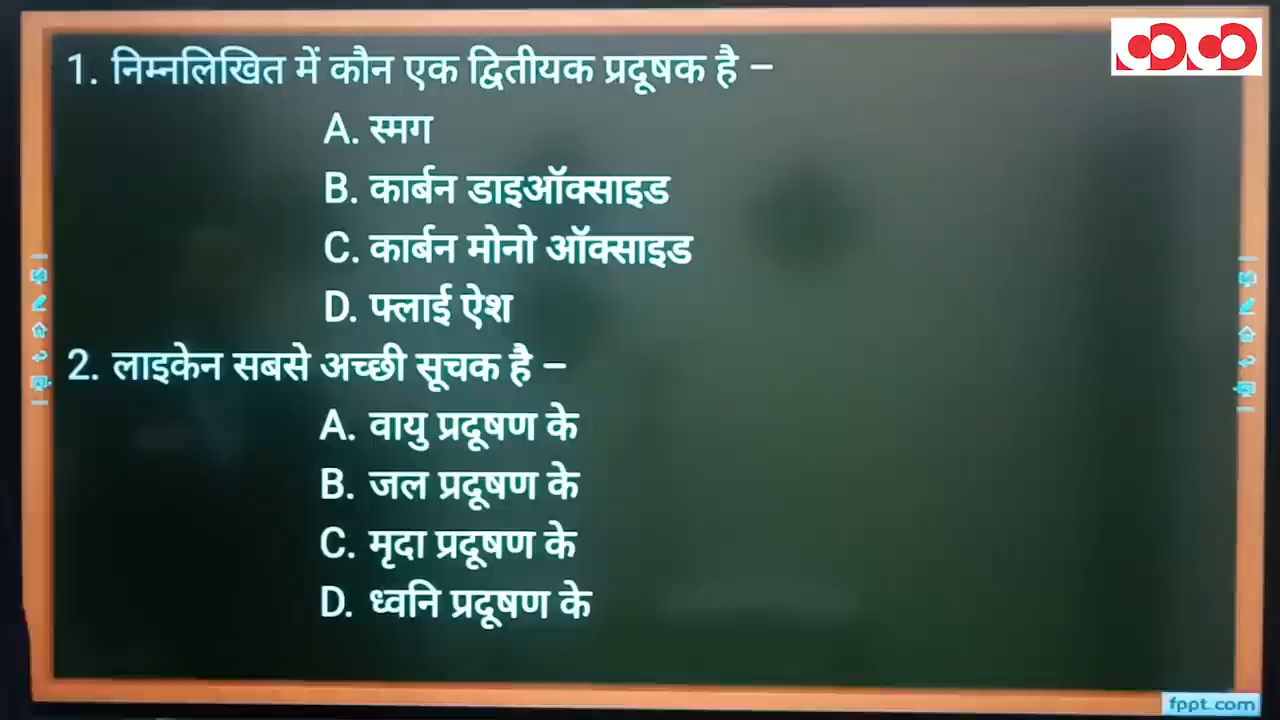 1. निम्नलिखित में कौन एक द्वितीयक प्रदूषक है –
A. स्मग
B. कार्बन डाइऑक्साइड
C. कार्बन मोनो ऑक्साइड
D. फ्लाई ऐश
2. लाइकेन सबसे अच्छी सूचक है –
A. वायु प्रदूषण के
B. जल प्रदूषण के
C. मृदा प्रदूषण के
D. ध्वनि प्रदूषण के
fppt.com